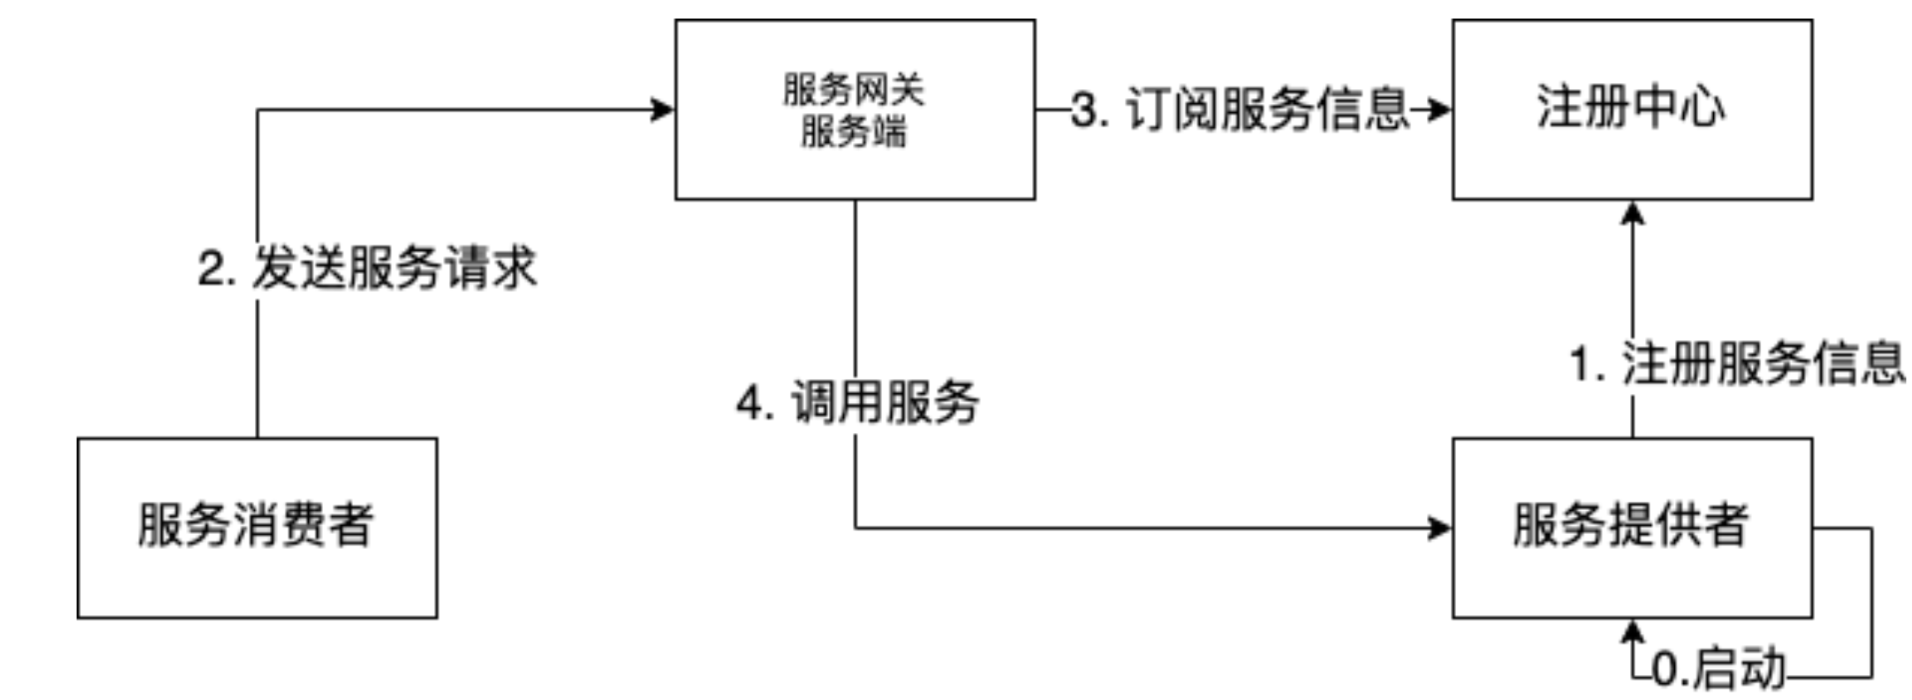 服务网关
服务端
3. 订阅服务信息
注册中心
2. 发送服务请求
1. 注册服务信息
4. 调用服务
服务消费者
服务提供者
0.启动